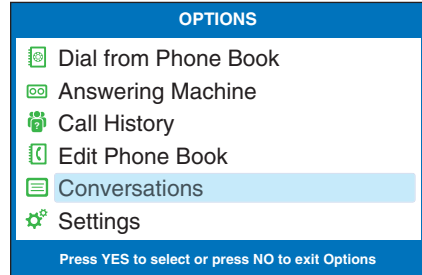 OPTIONS
Dial from Phone Book
Answering Machine
Call History
Edit Phone Book
Conversations
Settings
Press YES to select or press NO to exit Options